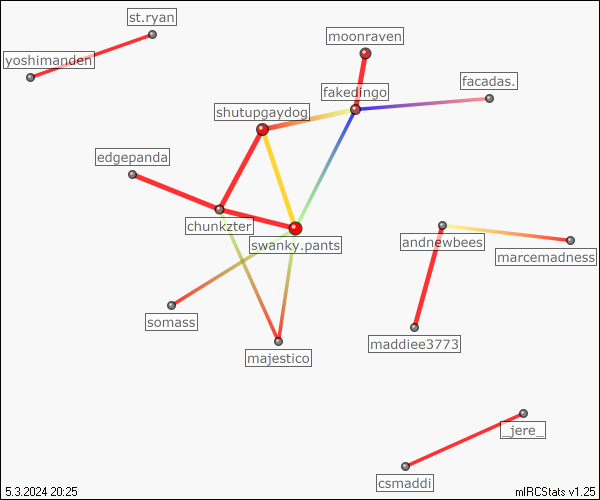 st.ryan
moonraven
yoshimanden
facadas.
fakedingo
shutupgaydog
edgepanda
chunkzter
swanky.pants
andnewbees
marcemadness
somass
maddiee3773
majestico
_jere_
csmaddi
5.3.2024 20:25
mIRCStats v1.25